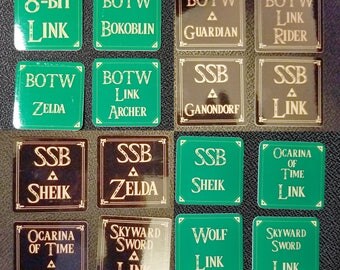 8-BIT
LINK
BOTW
BOKOBLIN
BOTW
GUARDIAN
BOTW
LINK
RIDER
BOTW
ZELDA
BOTW
LINK
ARCHER
SSB
GANONDORF
SSB
LINK
SSB
SHEIK
SSB
ZELDA
SSB
SHEIK
OCARINA
OF TIME
LINK
OCARINA
OF TIME
SKYWARD
SWORD
LINK
WOLF
LINK
SKYWARD
SWORD
LINK